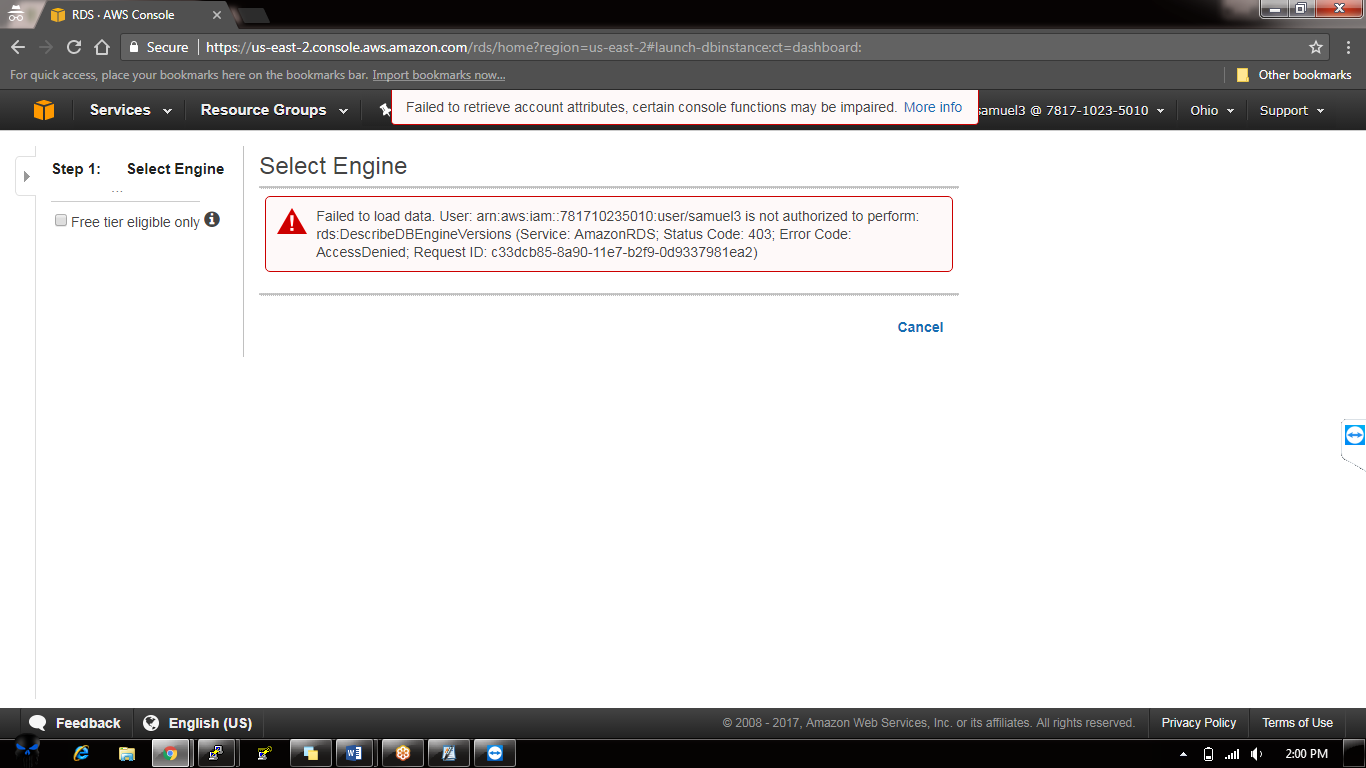 RDS · AWS Console
Secure
https://us-east-2.console.aws.amazon.com/rds/home?region=us-east-2#launch-dbinstance:ct=dashboard:
For quick access, place your bookmarks here on the bookmarks bar. Import bookmarks now...
Other bookmarks
Services
Resource Groups
Failed to retrieve account attributes, certain console functions may be impaired. More info
samuel3 @ 7817-1023-5010
Ohio
Support
Step 1: Select Engine
...
Free tier eligible only
Select Engine
Failed to load data. User: arn:aws:iam::781710235010:user/samuel3 is not authorized to perform:
rds:DescribeDBEngineVersions (Service: AmazonRDS; Status Code: 403; Error Code:
AccessDenied; Request ID: c33dcb85-8a90-11e7-b2f9-0d9337981ea2)
Cancel
Feedback
English (US)
© 2008 - 2017, Amazon Web Services, Inc. or its affiliates. All rights reserved.
Privacy Policy
Terms of Use
2:00 PM